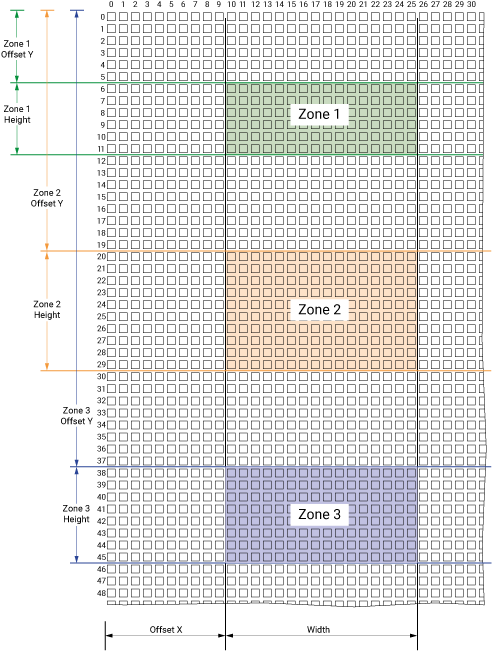 0 1 2 3 4 5 6 7 8 9 10 11 12 13 14 15 16 17 18 19 20 21 22 23 24 25 26 27 28 29 30
0
1
2
Zone 1
3
Offset Y
4
5
6
7
Zone 1
8
Height
Zone 1
9
10
11
12
13
14
Zone 2
15
Offset Y
16
17
18
19
20
21
22
23
Zone 2
24
Height
Zone 2
25
26
27
28
29
30
31
32
Zone 3
33
Offset Y
34
35
36
37
38
39
40
Zone 3
41
Height
Zone 3
42
43
44
45
46
47
48
Offset X Width